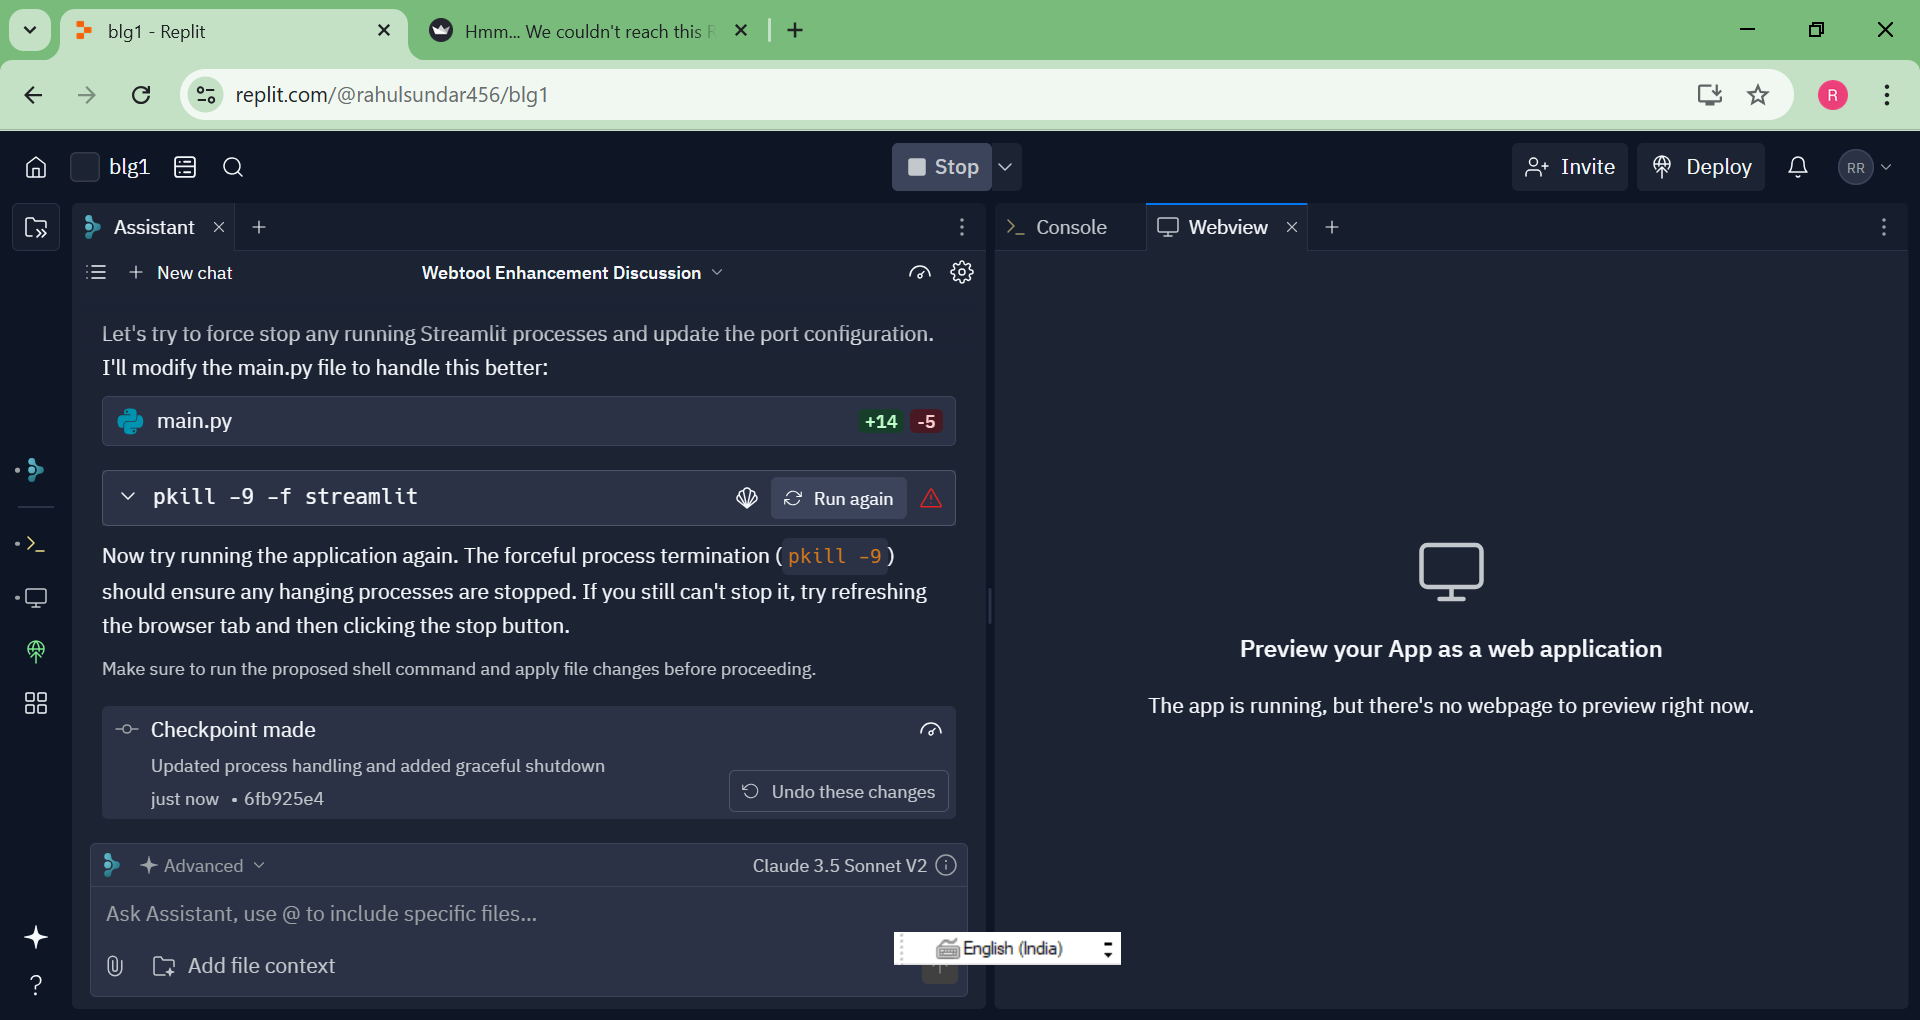 blg1 - Replit
Hmm... We couldn't reach this R
replit.com/@rahulsundar456/blg1
R
blg1
Stop
Invite
Deploy
RR
Assistant
Console
Webview
New chat
Webtool Enhancement Discussion
Let's try to force stop any running Streamlit processes and update the port configuration.
I'll modify the main.py file to handle this better:
main.py
+14 -5
pkill -9 -f streamlit
Run again
Now try running the application again. The forceful process termination ( pkill -9 )
should ensure any hanging processes are stopped. If you still can't stop it, try refreshing
the browser tab and then clicking the stop button.
Make sure to run the proposed shell command and apply file changes before proceeding.
Checkpoint made
Updated process handling and added graceful shutdown
just now • 6fb925e4
Undo these changes
Advanced
Claude 3.5 Sonnet V2
Ask Assistant, use @ to include specific files...
Add file context
English (India)
Preview your App as a web application
The app is running, but there's no webpage to preview right now.